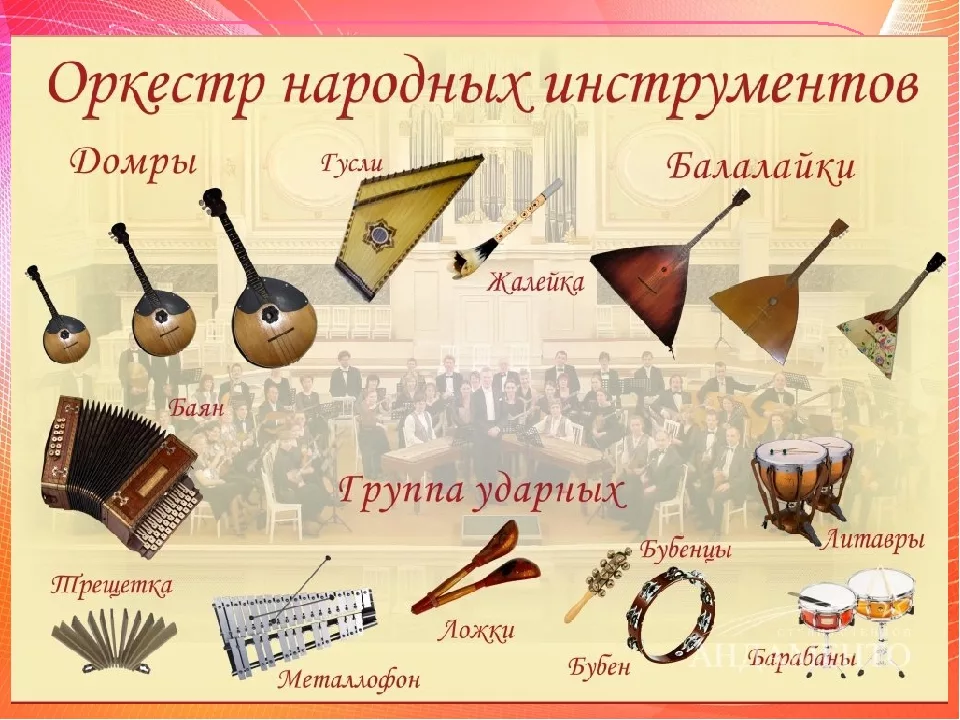 Оркестр народных инструментов
Домры
Гусли
Балалайки
Жалейка
Баян
Группа ударных
Литавры
Бубенцы
Трещетка
Ложки
Барабаны
Бубен
Металлофон